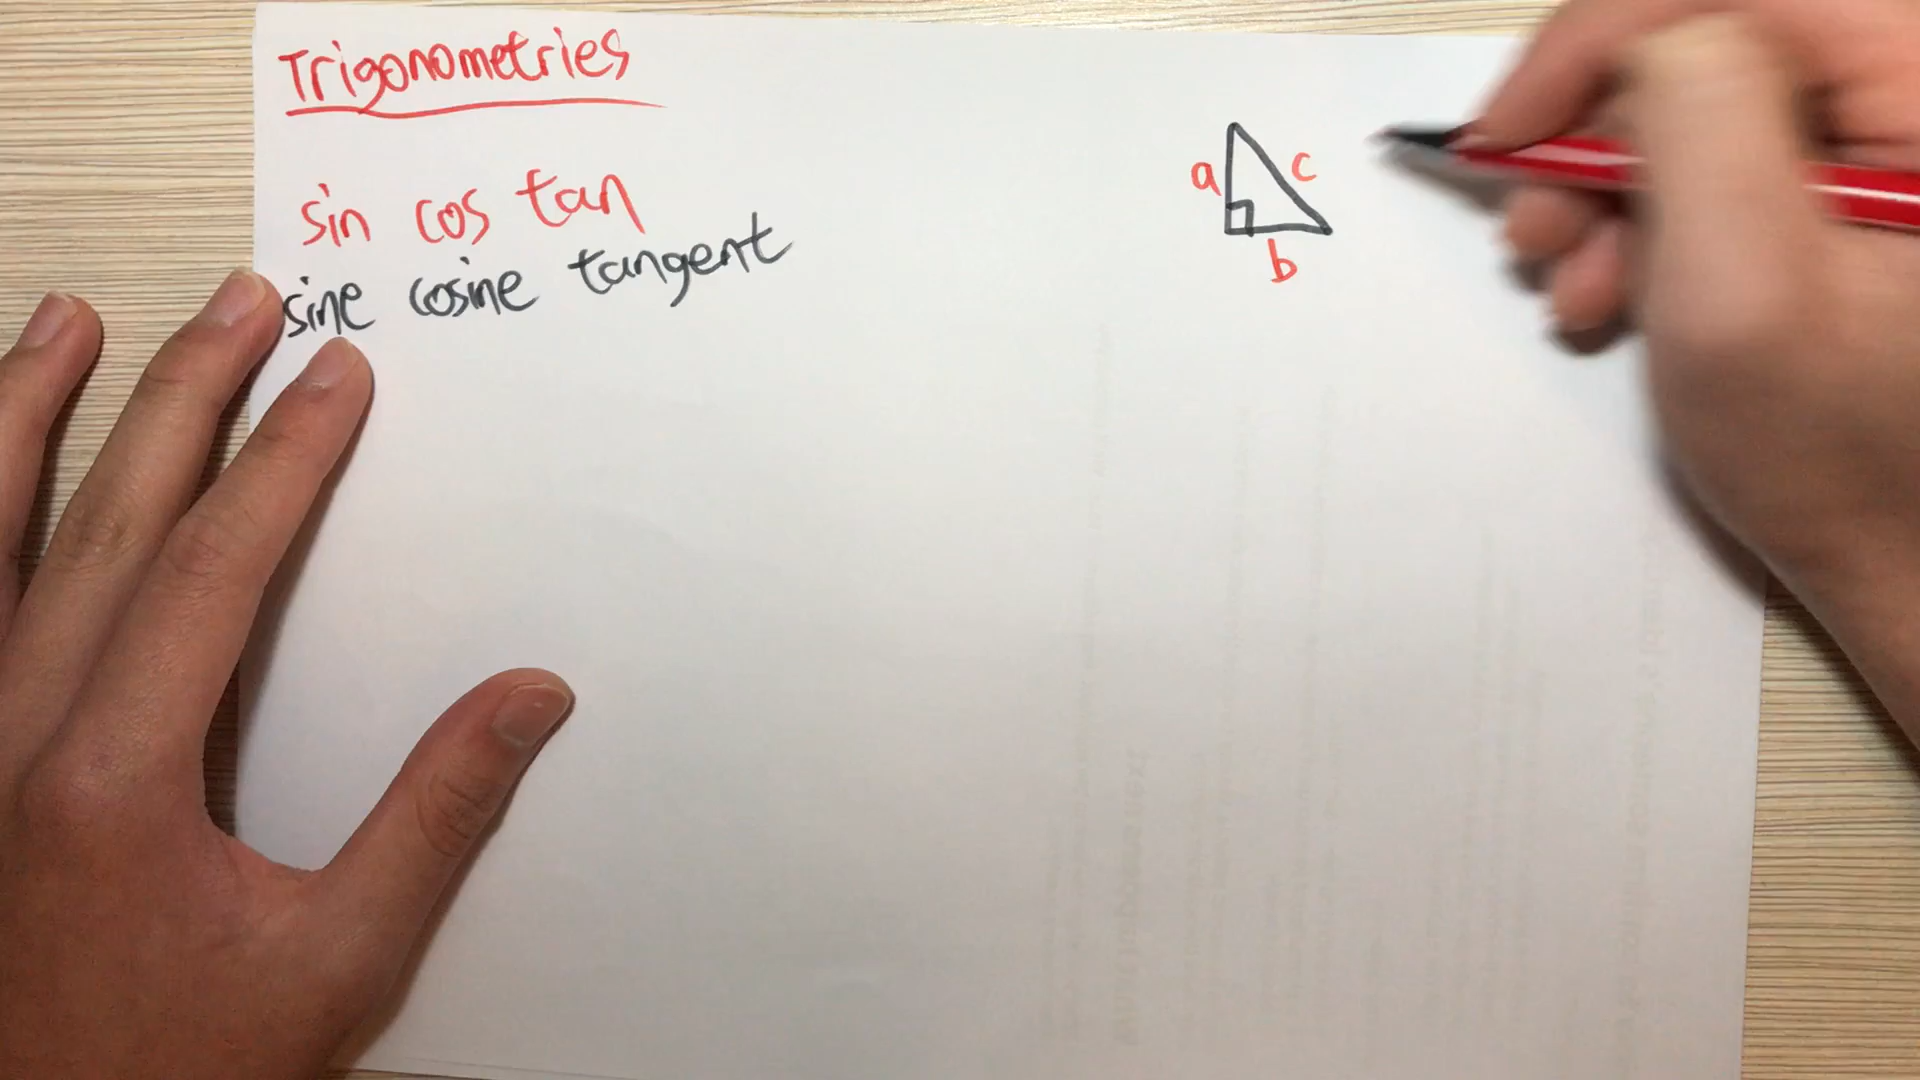 Trigonometries
sin cos tan
sine cosine tangent
a c
b